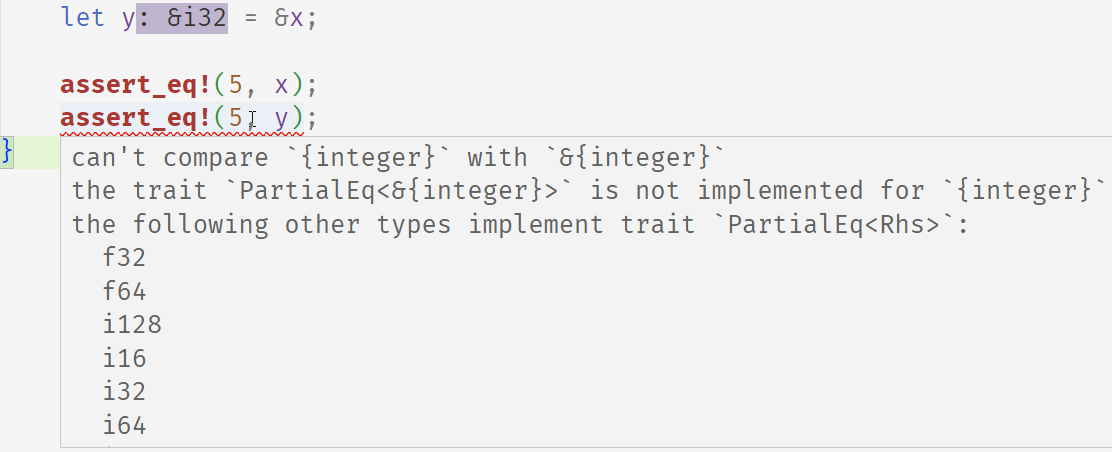 let y: &i32 = &x;
assert_eq!(5, x);
assert_eq!(5, y);
}
can't compare `{integer}` with `&{integer}`
the trait `PartialEq<&{integer}>` is not implemented for `{integer}`
the following other types implement trait `PartialEq<Rhs>`:
f32
f64
i128
i16
i32
i64